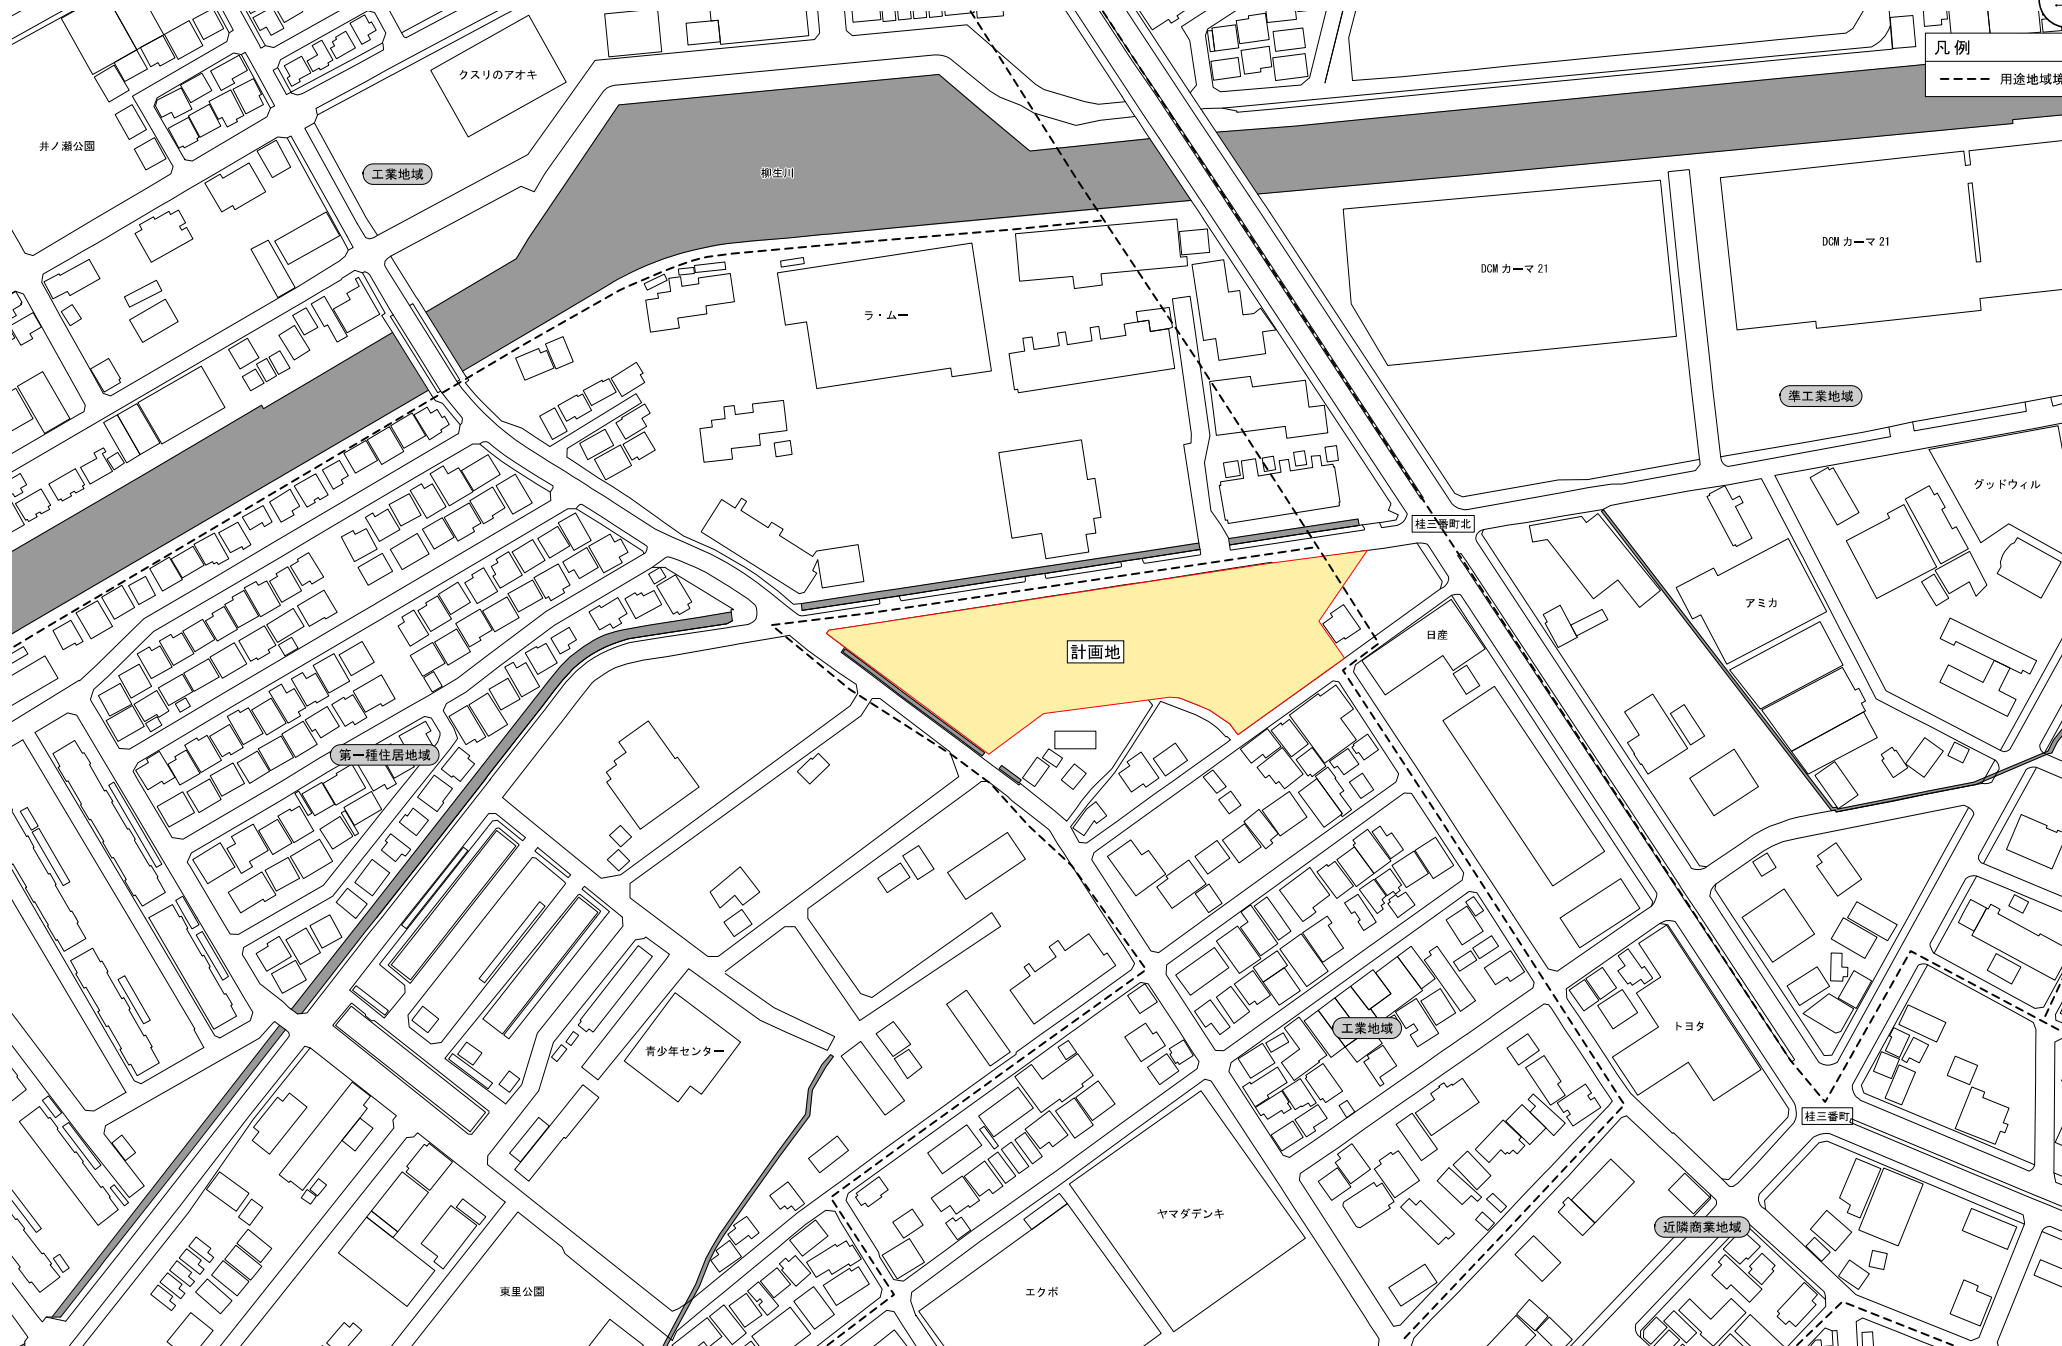 凡 例
用途地域境
クスリのアオキ
井ノ瀬公園
工業地域
柳生川
DCM カーマ 21
DCM カーマ 21
ラ・ムー
準工業地域
グッドウィル
桂三番町北
アミカ
日産
計画地
第一種住居地域
トヨタ
工業地域
青少年センター
桂三番町
ヤマダデンキ
近隣商業地域
東里公園
エクボ